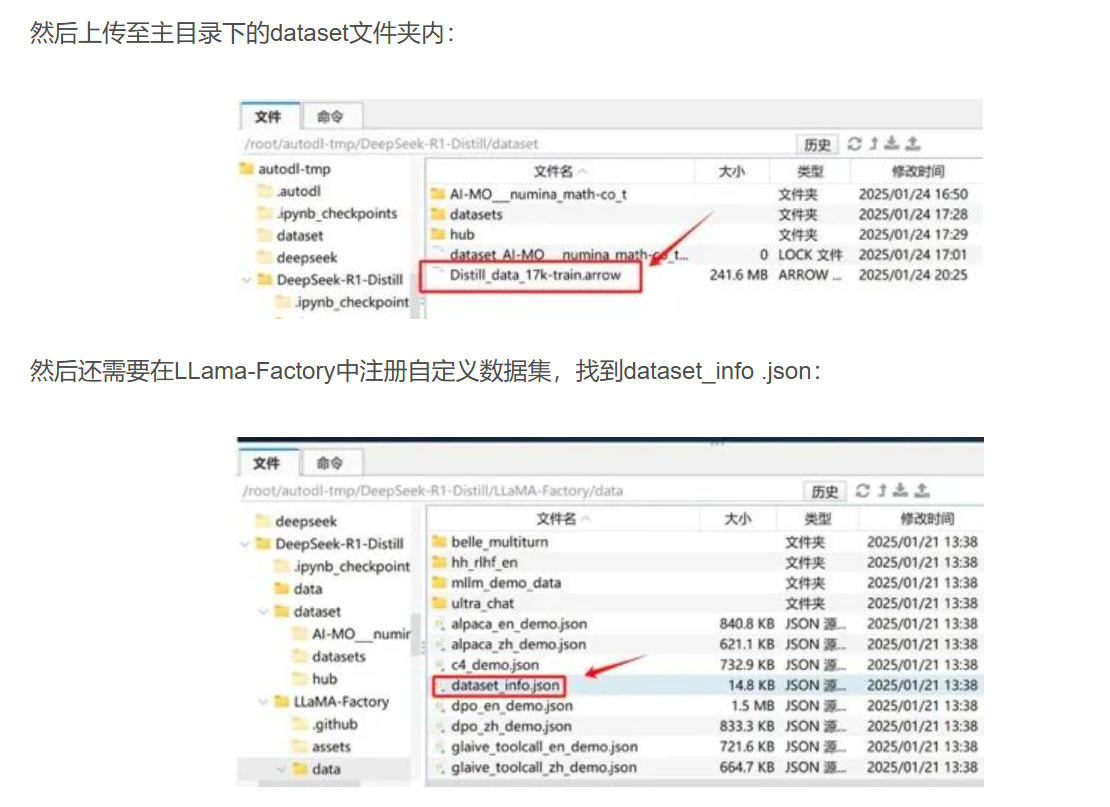 然后上传至主目录下的dataset文件夹内：
文件 命令
/root/autodl-tmp/DeepSeek-R1-Distill/dataset 历史
autodl-tmp 文件名 大小 类型 修改时间
.autodl AI-MO__numina_math-co_t 文件夹 2025/01/24 16:50
.ipynb_checkpoints datasets 文件夹 2025/01/24 17:28
dataset hub 文件夹 2025/01/24 17:29
deepseek dataset_AI-MO__numina_math-co_t... 0 LOCK 文件 2025/01/24 17:01
DeepSeek-R1-Distill Distill_data_17k-train.arrow 241.6 MB ARROW ... 2025/01/24 20:25
.ipynb_checkpoint
然后还需要在LLama-Factory中注册自定义数据集，找到dataset_info .json：
文件 命令
/root/autodl-tmp/DeepSeek-R1-Distill/LLaMA-Factory/data 历史
deepseek 文件名 大小 类型 修改时间
DeepSeek-R1-Distill belle_multiturn 文件夹 2025/01/21 13:38
.ipynb_checkpoint hh_rlhf_en 文件夹 2025/01/21 13:38
data mllm_demo_data 文件夹 2025/01/21 13:38
dataset ultra_chat 文件夹 2025/01/21 13:38
AI-MO__numir alpaca_en_demo.json 840.8 KB JSON 源... 2025/01/21 13:38
datasets alpaca_zh_demo.json 621.1 KB JSON 源... 2025/01/21 13:38
hub c4_demo.json 732.9 KB JSON 源... 2025/01/21 13:38
LLaMA-Factory dataset_info.json 14.8 KB JSON 源... 2025/01/21 13:38
.github dpo_en_demo.json 1.5 MB JSON 源... 2025/01/21 13:38
assets dpo_zh_demo.json 833.3 KB JSON 源... 2025/01/21 13:38
data glaive_toolcall_en_demo.json 721.6 KB JSON 源... 2025/01/21 13:38
glaive_toolcall_zh_demo.json 664.7 KB JSON 源... 2025/01/21 13:38